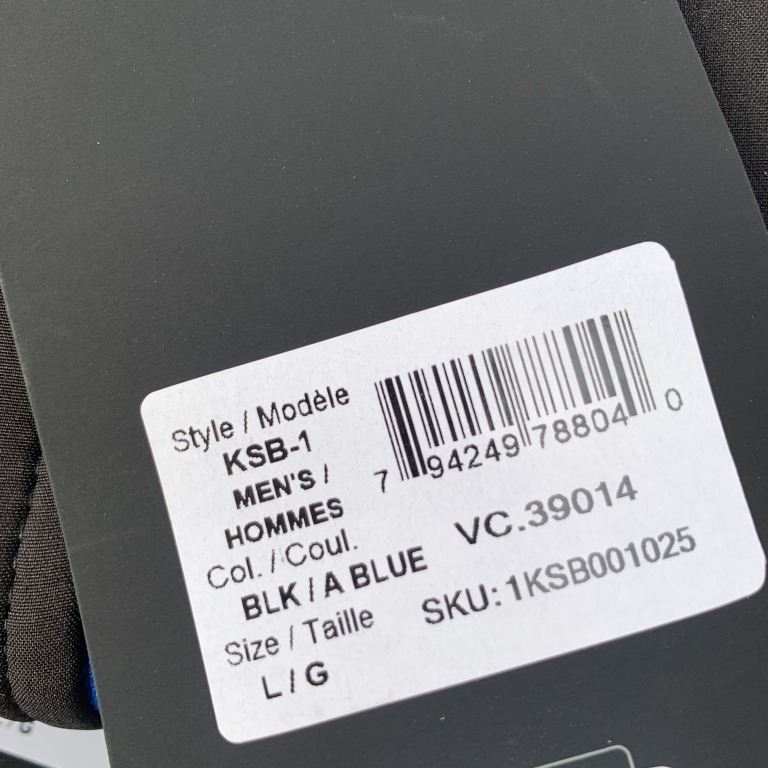 Style / Modèle
KSB-1
MEN'S /
HOMMES
Col. / Coul.
BLK / A BLUE
Size / Taille
L / G
7 94249 78804 0
VC.39014
SKU: 1KSB001025